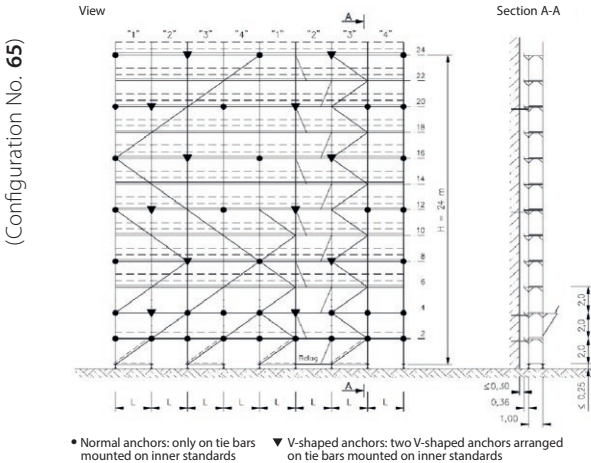 (Configuration No. 65)
View
Section A-A
A
"1" "2" "3" "4" "1" "2" "3" "4"
24
22
20
18
16
14
12
10
8
6
4
2
H = 24 m
A
L L L L L L L L
2,0
2,0
2,0
≤ 0,25
≤0,30
0,36
1,00
• Normal anchors: only on tie bars
mounted on inner standards
▼ V-shaped anchors: two V-shaped anchors arranged
on tie bars mounted on inner standards